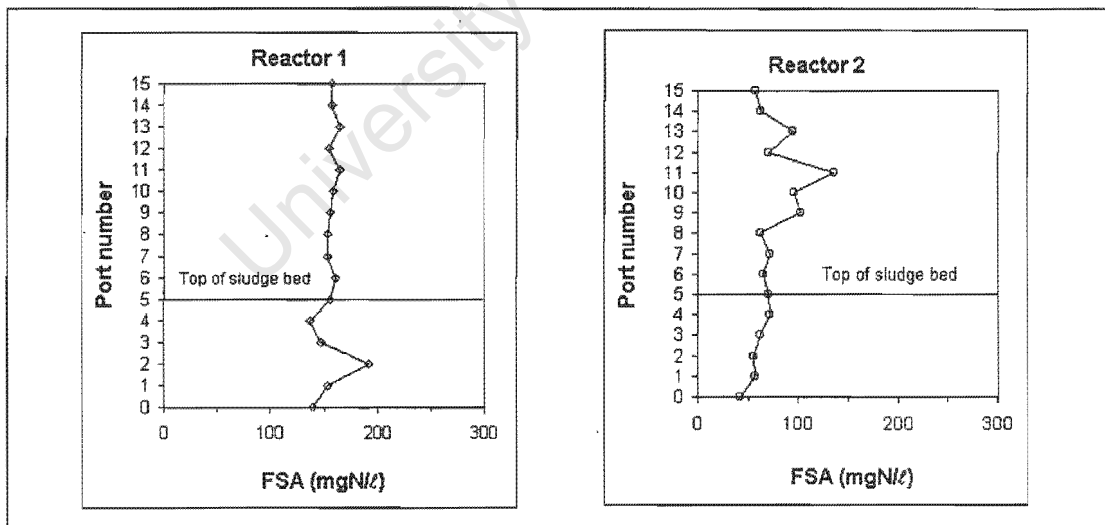 University
Reactor 1
15
14
13
12
11
10
9
8
7
6
5
4
3
2
1
0
Port number
Top of sludge bed
0 100 200 300
FSA (mgN/ℓ)
Reactor 2
15
14
13
12
11
10
9
8
7
6
5
4
3
2
1
0
Port number
Top of sludge bed
0 100 200 300
FSA (mgN/ℓ)